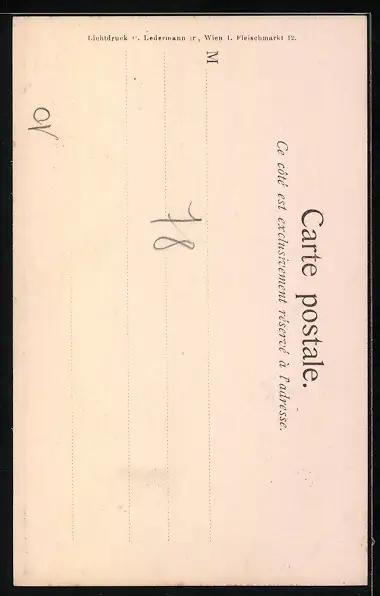 Carte postale.
Ce côté est exclusivement réservé à l'adresse.
M
Lichtdruck C. Ledermann jr, Wien I. Fleischmarkt 12.
78